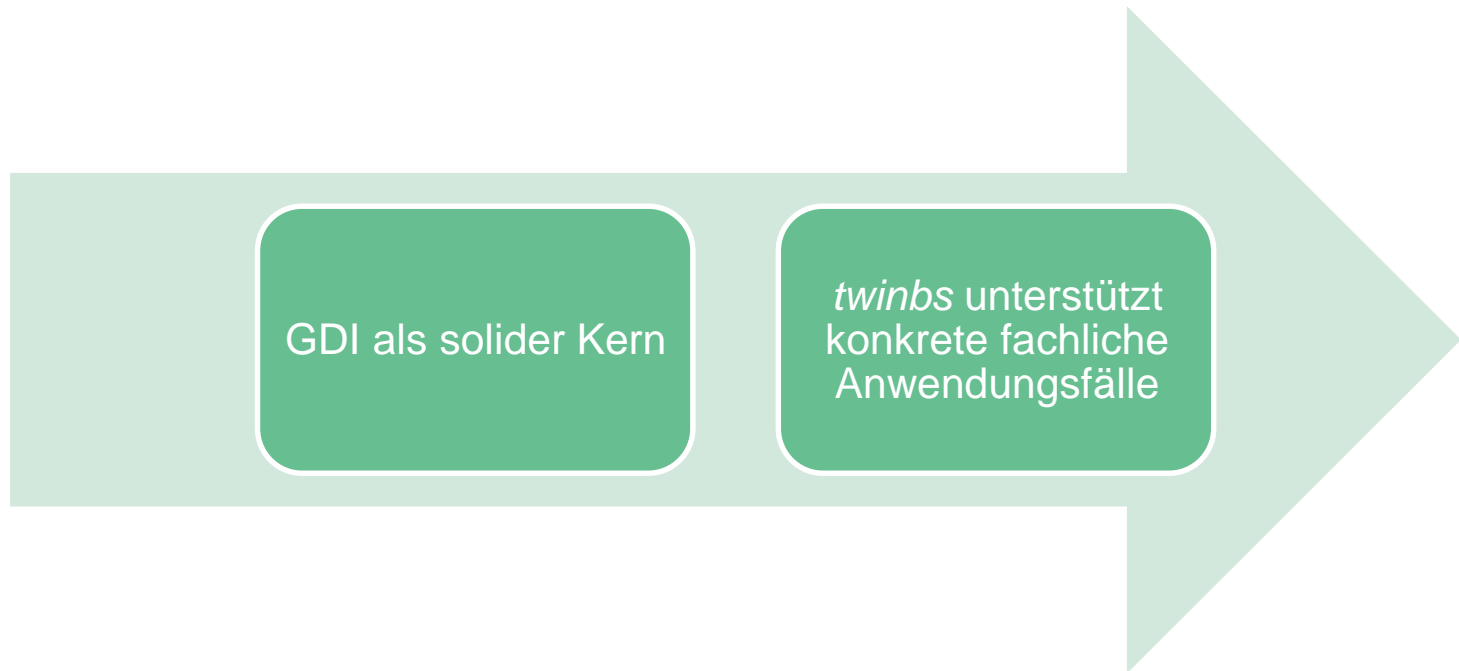 GDI als solider Kern
twinbs unterstützt
konkrete fachliche
Anwendungsfälle